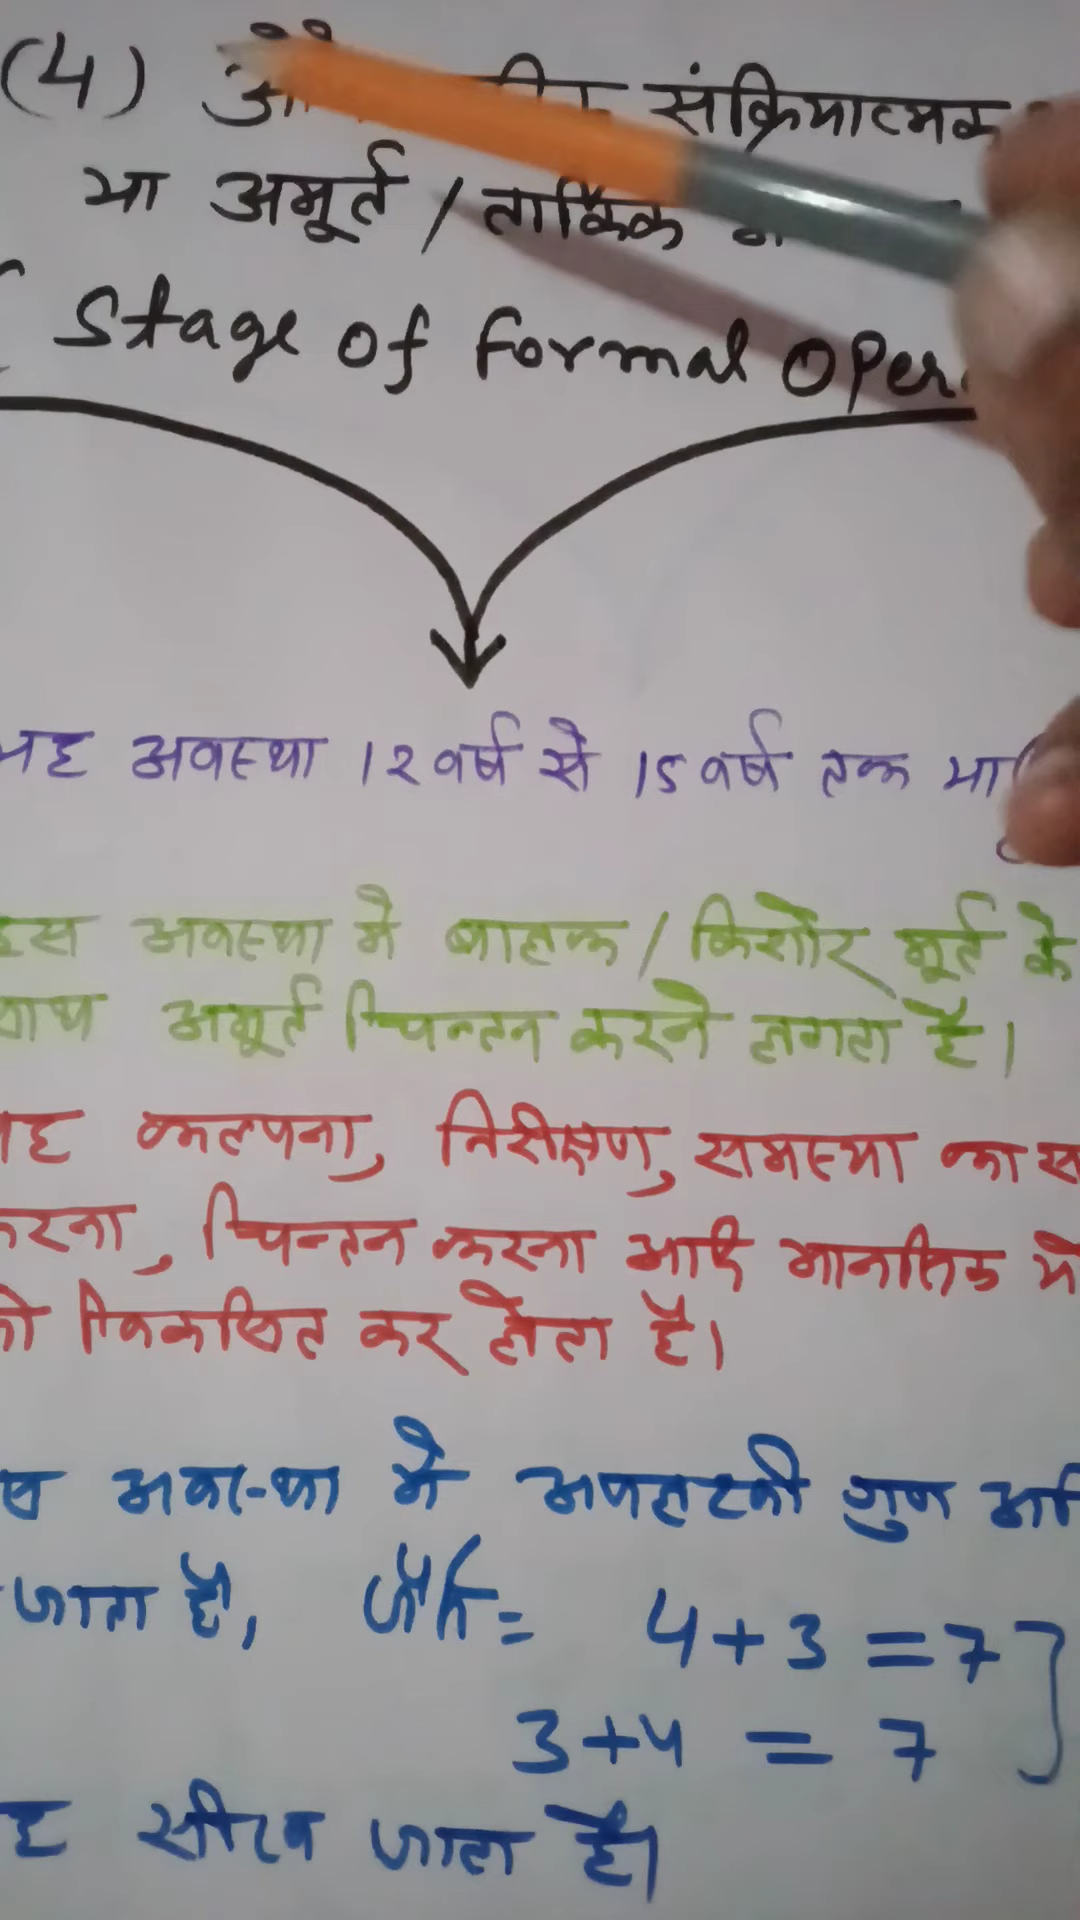 (4) संक्रियात्मक
या अमूर्त / तार्किक
Stage of formal Oper
यह अवस्था 12 वर्ष से 15 वर्ष तक
इस अवस्था मे बालक / किशोर मूर्त के
साथ अमूर्त चिन्तन करने लगता है।
यह कल्पना, निरीक्षण, समस्या का स
करना, चिन्तन करना आदि मानसिक
को विकसित कर लेता है।
अवस्था मे अपलटवी गुण
जाता है, जैसे = 4 + 3 = 7 ]
3 + 4 = 7
सीख जाता है।